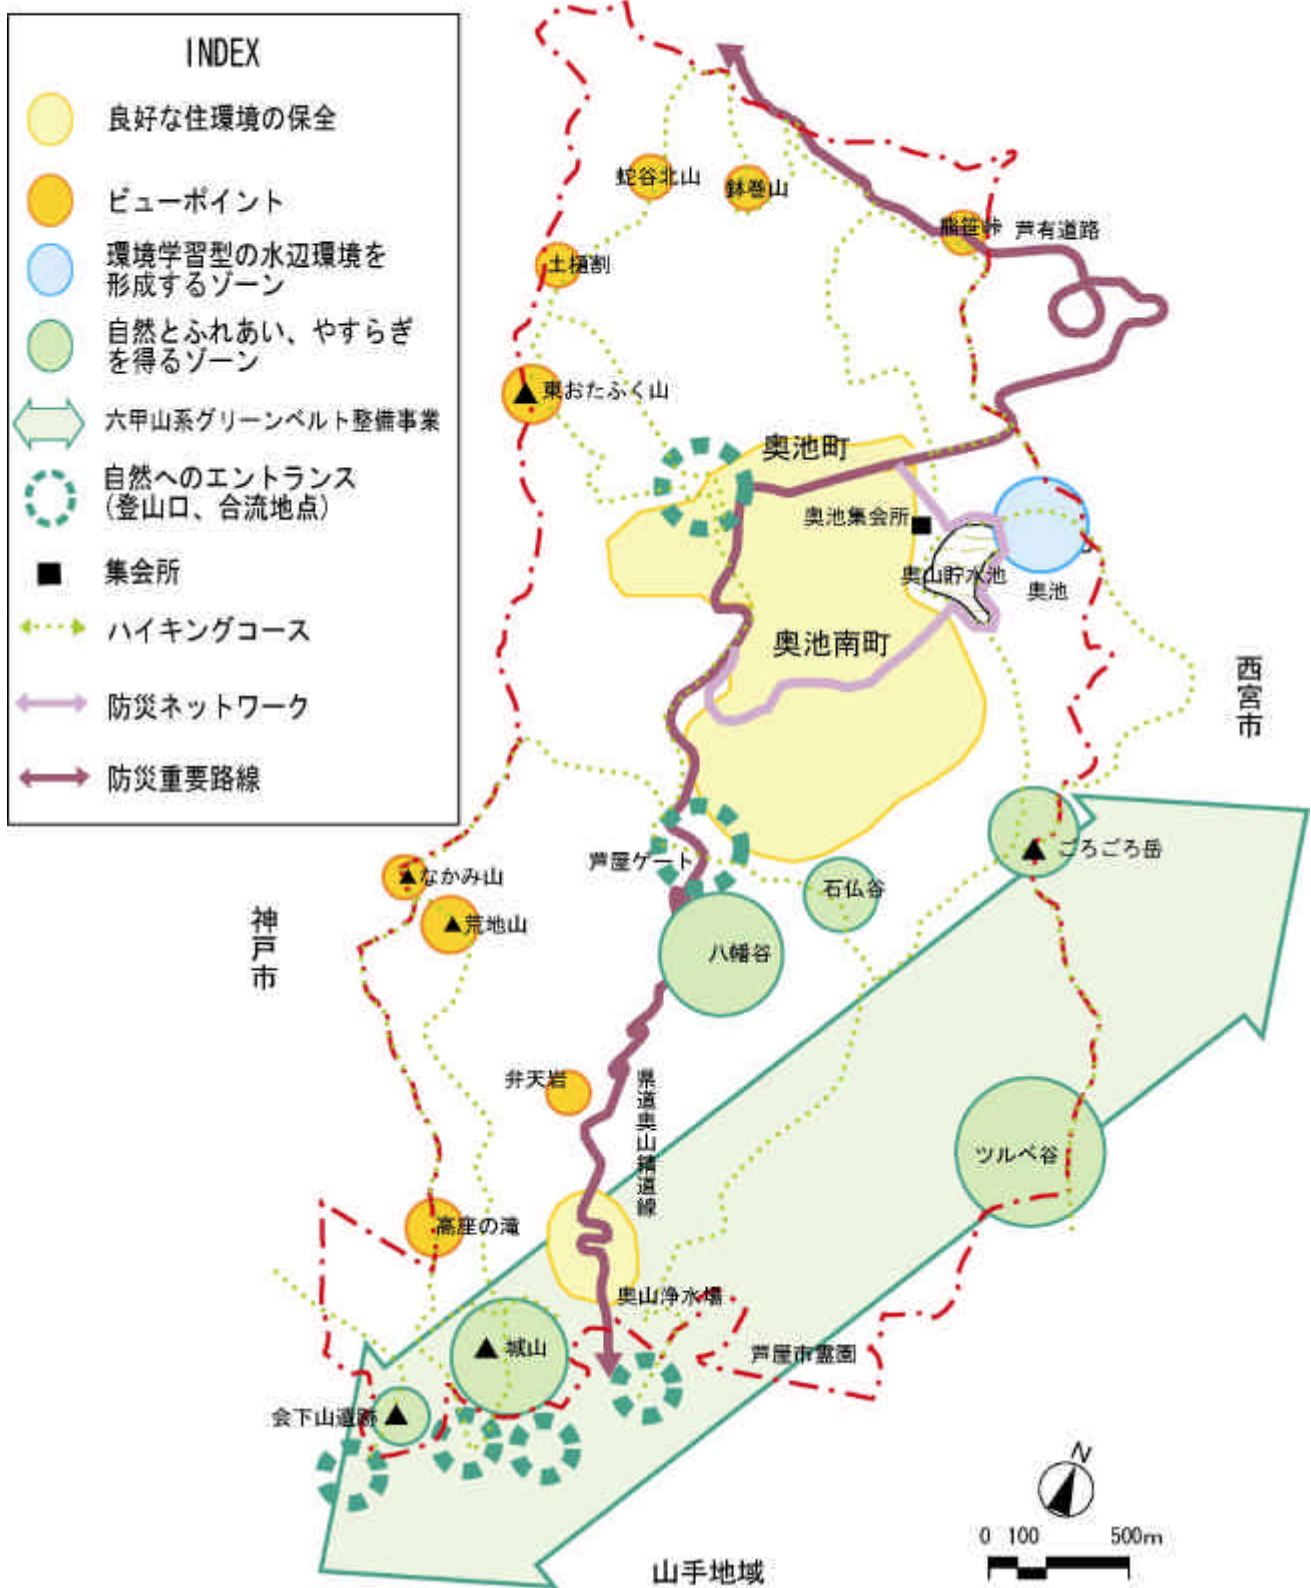 INDEX
良好な住環境の保全
ビューポイント
環境学習型の水辺環境を
形成するゾーン
自然とふれあい、やすらぎ
を得るゾーン
六甲山系グリーンベルト整備事業
自然へのエントランス
(登山口、合流地点)
集会所
ハイキングコース
防災ネットワーク
防災重要路線
蛇谷北山
鉢巻山
熊笹峠
芦有道路
土樋割
東おたふく山
奥池町
奥池集会所
奥山貯水池
奥池
奥池南町
西宮市
芦屋ゲート
ごろごろ岳
なかみ山
石仏谷
荒地山
神戸市
八幡谷
弁天岩
県道奥山精道線
ツルベ谷
高座の滝
奥山浄水場
城山
芦屋市霊園
会下山遺跡
N
0 100 500m
山手地域